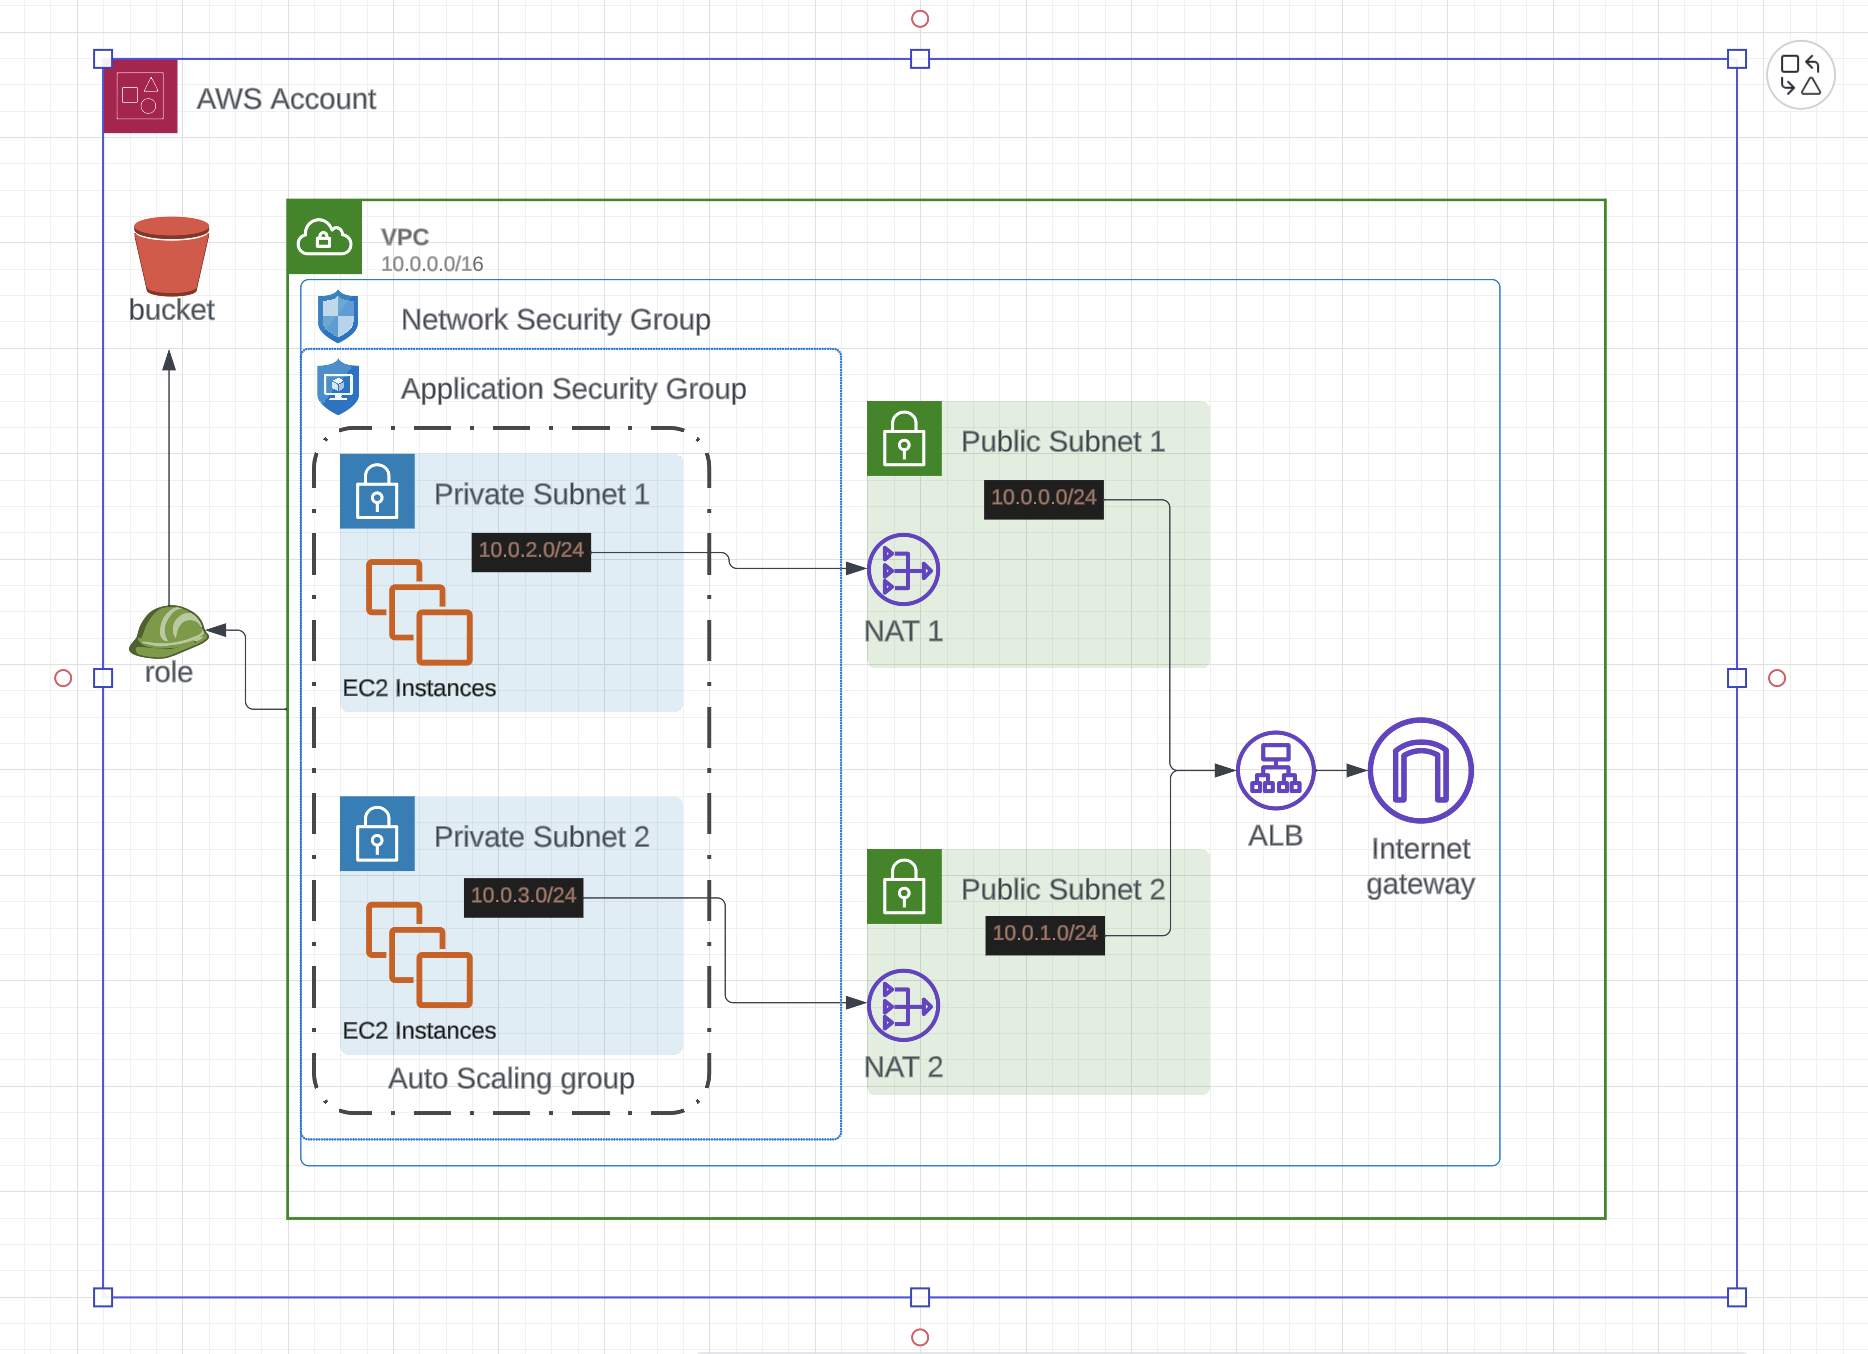 AWS Account
VPC
10.0.0.0/16
bucket
Network Security Group
Application Security Group
Private Subnet 1
10.0.2.0/24
EC2 Instances
Public Subnet 1
10.0.0.0/24
NAT 1
role
Private Subnet 2
10.0.3.0/24
EC2 Instances
Auto Scaling group
Public Subnet 2
10.0.1.0/24
NAT 2
ALB
Internet
gateway